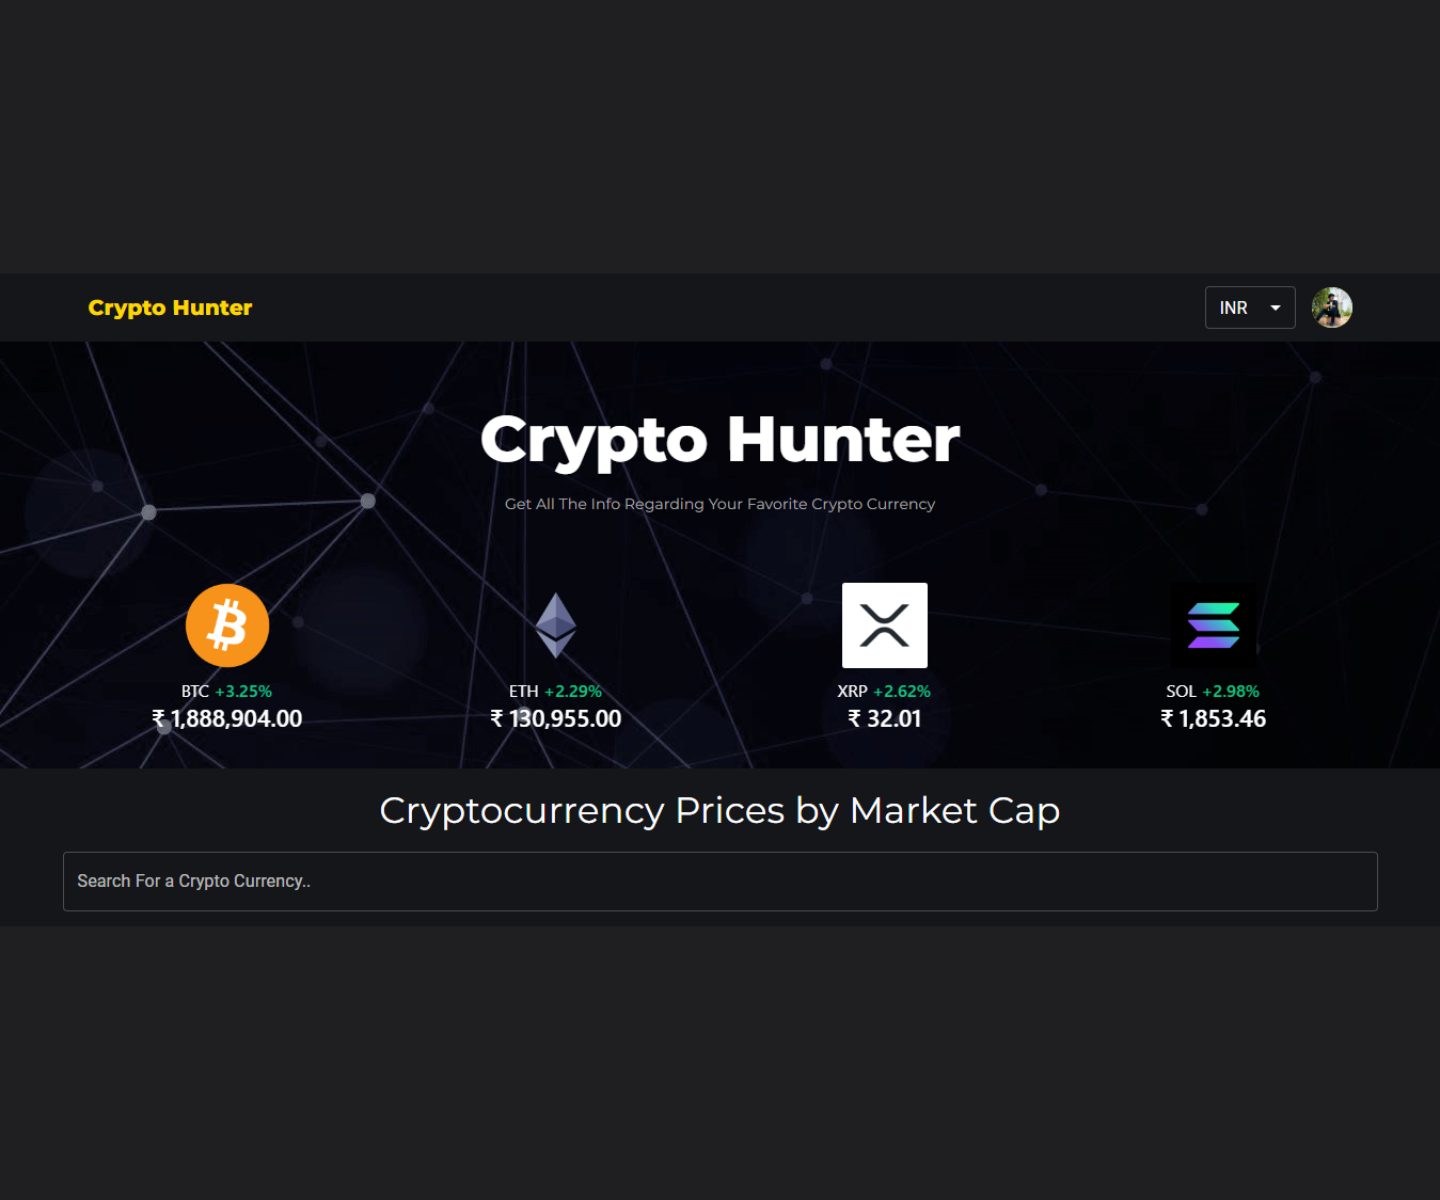 Crypto Hunter
INR
Crypto Hunter
Get All The Info Regarding Your Favorite Crypto Currency
BTC +3.25%
₹ 1,888,904.00
ETH +2.29%
₹ 130,955.00
XRP +2.62%
₹ 32.01
SOL +2.98%
₹ 1,853.46
Cryptocurrency Prices by Market Cap
Search For a Crypto Currency..